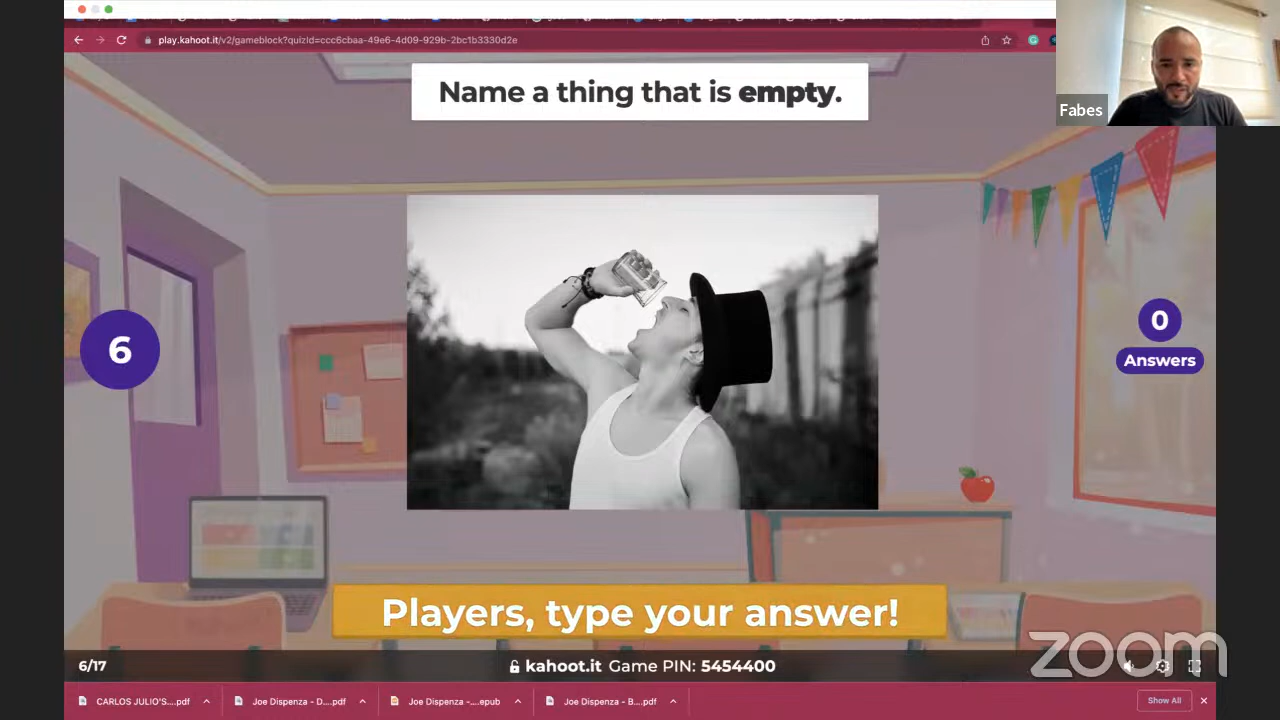 play.kahoot.it/v2/gameblock?quizId=ccc6cbaa-49e6-4d09-929b-2bc1b3330d2e
Name a thing that is empty.
Fabes
6
0
Answers
Players, type your answer!
6/17
kahoot.it Game PIN: 5454400
zoom
CARLOS JULIO'S....pdf
Joe Dispenza - D....pdf
Joe Dispenza -....epub
Joe Dispenza - B....pdf
Show All